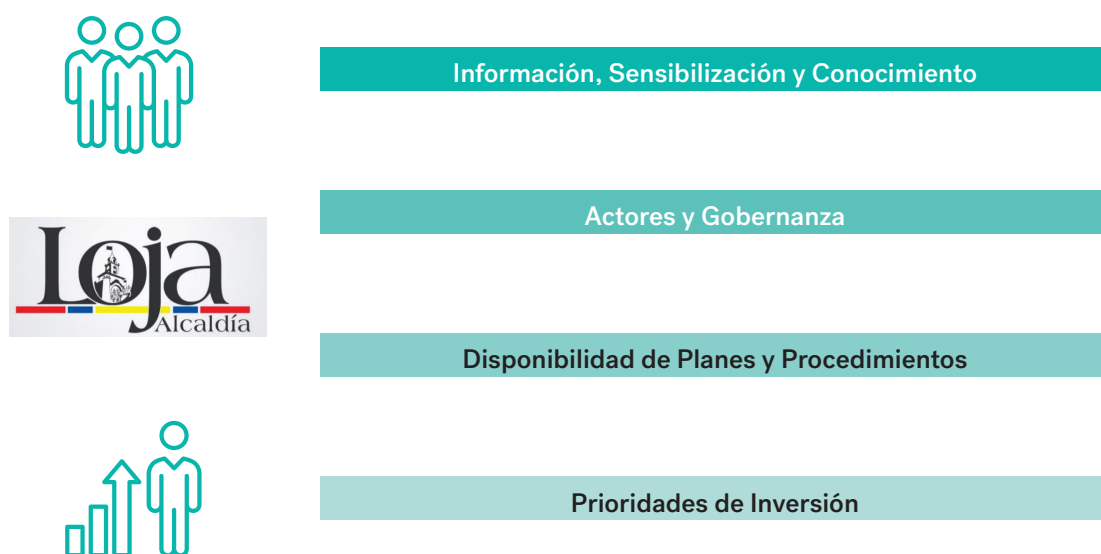 Información, Sensibilización y Conocimiento
Actores y Gobernanza
Loja
Alcaldía
Disponibilidad de Planes y Procedimientos
Prioridades de Inversión